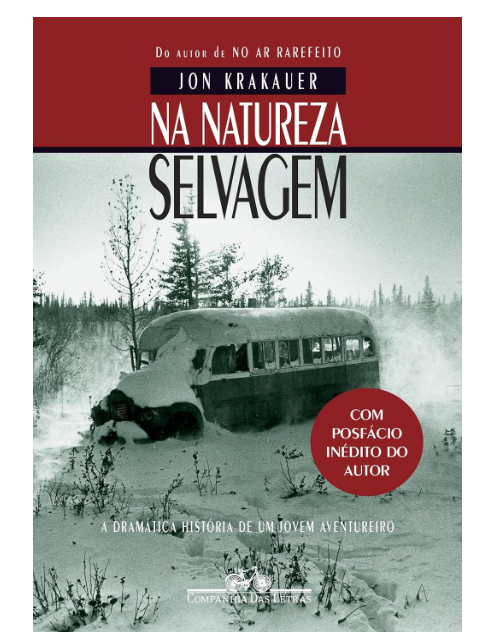 DO AUTOR de NO AR RAREFEITO
JON KRAKAUER
NA NATUREZA
SELVAGEM
COM
POSFÁCIO
INÉDITO DO
AUTOR
A DRAMÁTICA HISTÓRIA DE UM JOVEM AVENTUREIRO
COMPANHIA DAS LETRAS